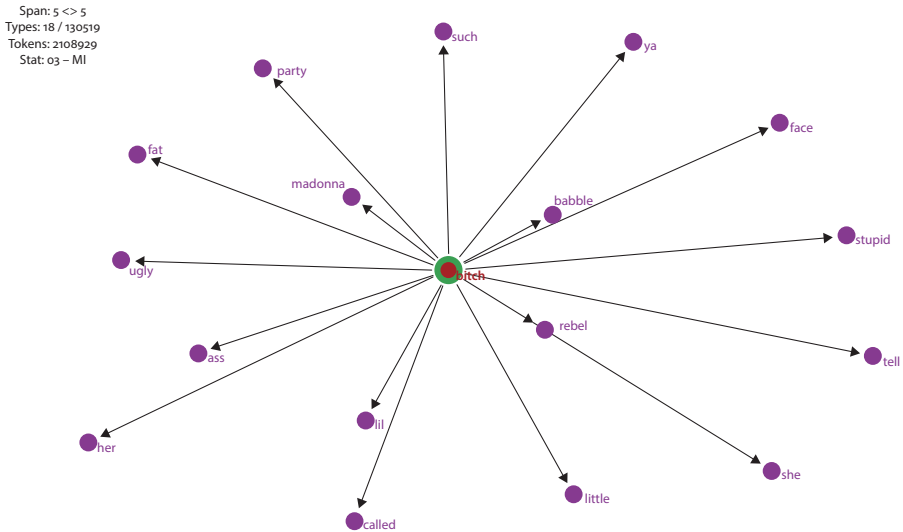 Span: 5 <> 5
Types: 18 / 130519
Tokens: 2108929
Stat: 03 – MI
such
ya
party
face
fat
madonna
babble
stupid
ugly
bitch
rebel
ass
tell
lil
her
she
little
called